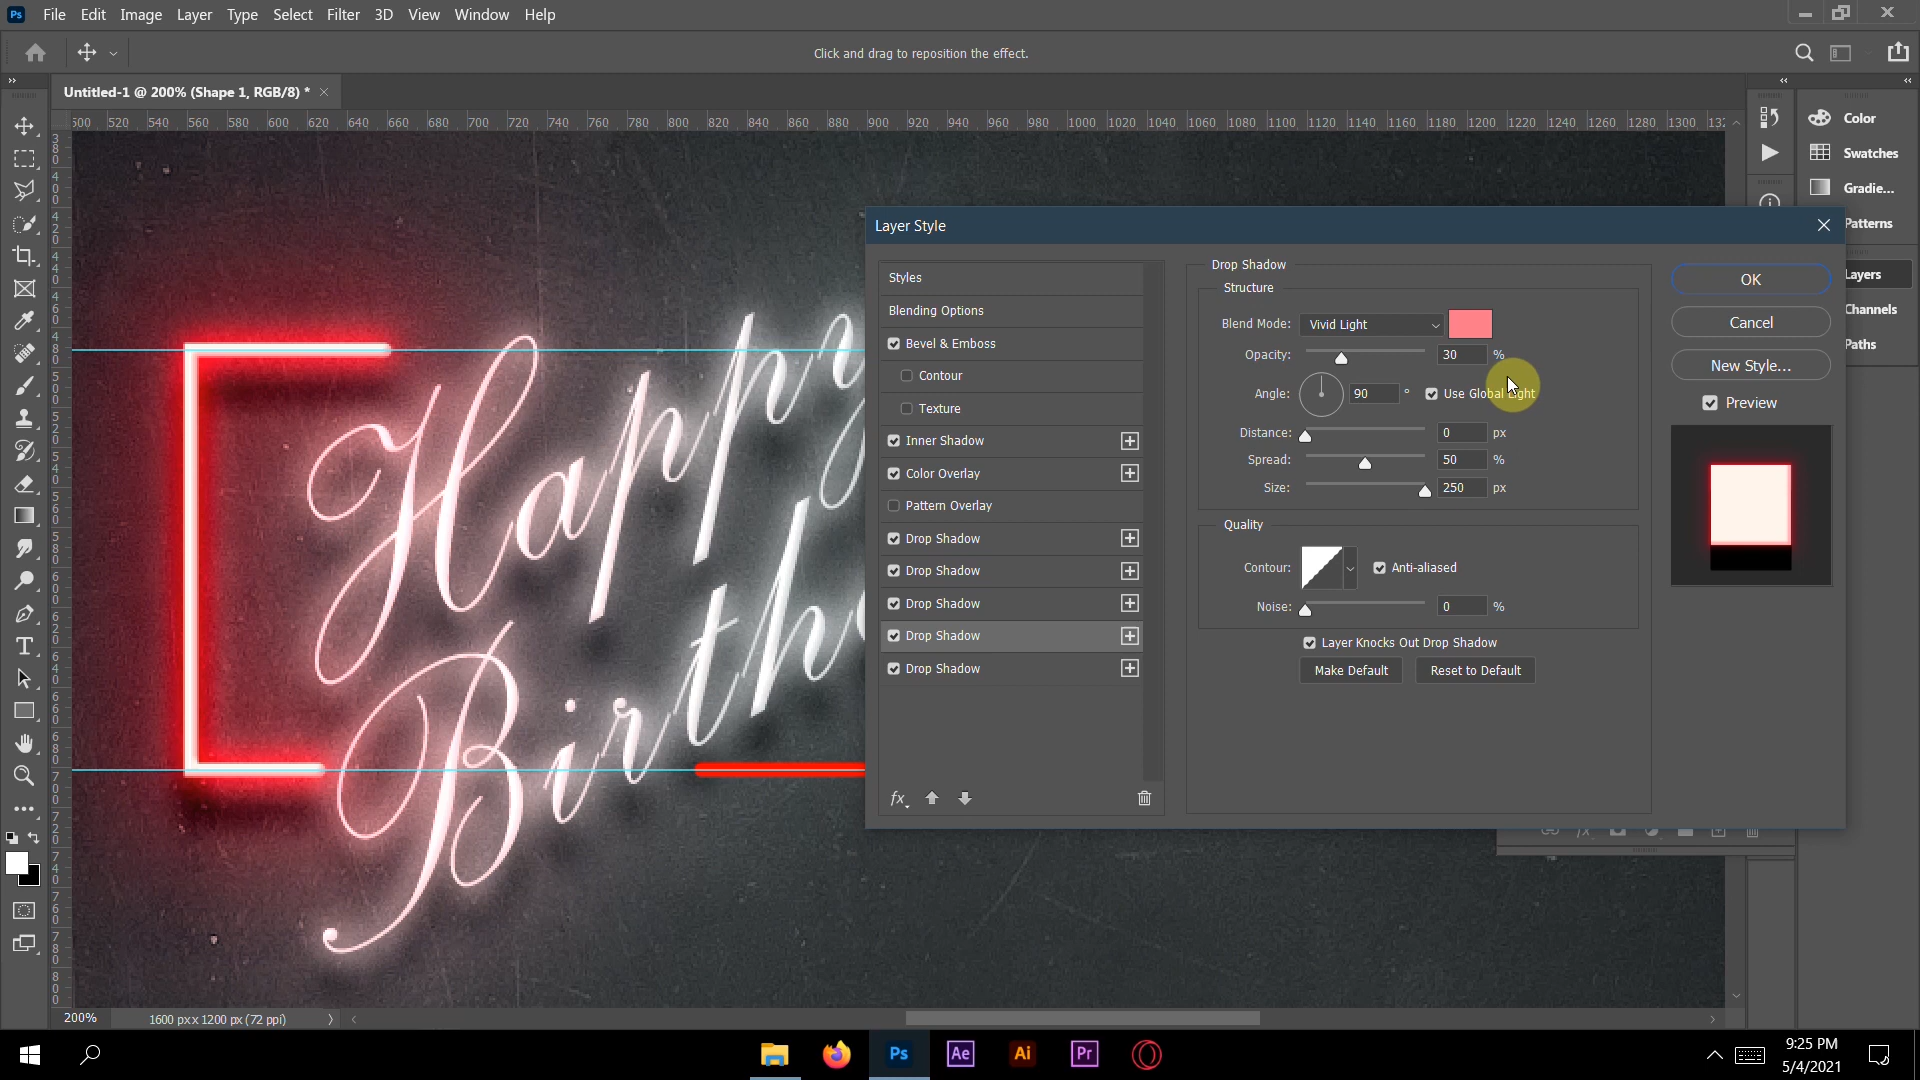 Ps File Edit Image Layer Type Select Filter 3D View Window Help
Click and drag to reposition the effect.
Untitled-1 @ 200% (Shape 1, RGB/8) *
500 520 540 560 580 600 620 640 660 680 700 720 740 760 780 800 820 840 860 880 900 920 940 960 980 1000 1020 1040 1060 1080 1100 1120 1140 1160 1180 1200 1220 1240 1260 1280 1300 132
Color
Swatches
Gradie...
Patterns
Layers
Channels
Paths
Happy
Birth
Layer Style
Styles
Blending Options
Bevel & Emboss
Contour
Texture
Inner Shadow
Color Overlay
Pattern Overlay
Drop Shadow
Drop Shadow
Drop Shadow
Drop Shadow
Drop Shadow
fx
Drop Shadow
Structure
Blend Mode: Vivid Light
Opacity: 30 %
Angle: 90 ° Use Global Light
Distance: 0 px
Spread: 50 %
Size: 250 px
Quality
Contour: Anti-aliased
Noise: 0 %
Layer Knocks Out Drop Shadow
Make Default Reset to Default
OK
Cancel
New Style...
Preview
200% 1600 px x 1200 px (72 ppi)
Ps Ae Ai Pr
9:25 PM
5/4/2021